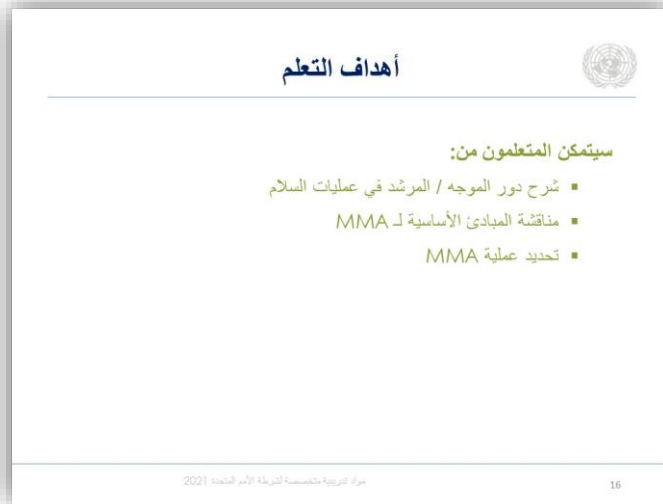 أهداف التعلم
سيتمكن المتعلمون من:
▪ شرح دور الموجه / المرشد في عمليات السلام
▪ مناقشة المبادئ الأساسية لـ MMA
▪ تحديد عملية MMA
مواد تدريبية متخصصة لشرطة الأمم المتحدة 2021
16